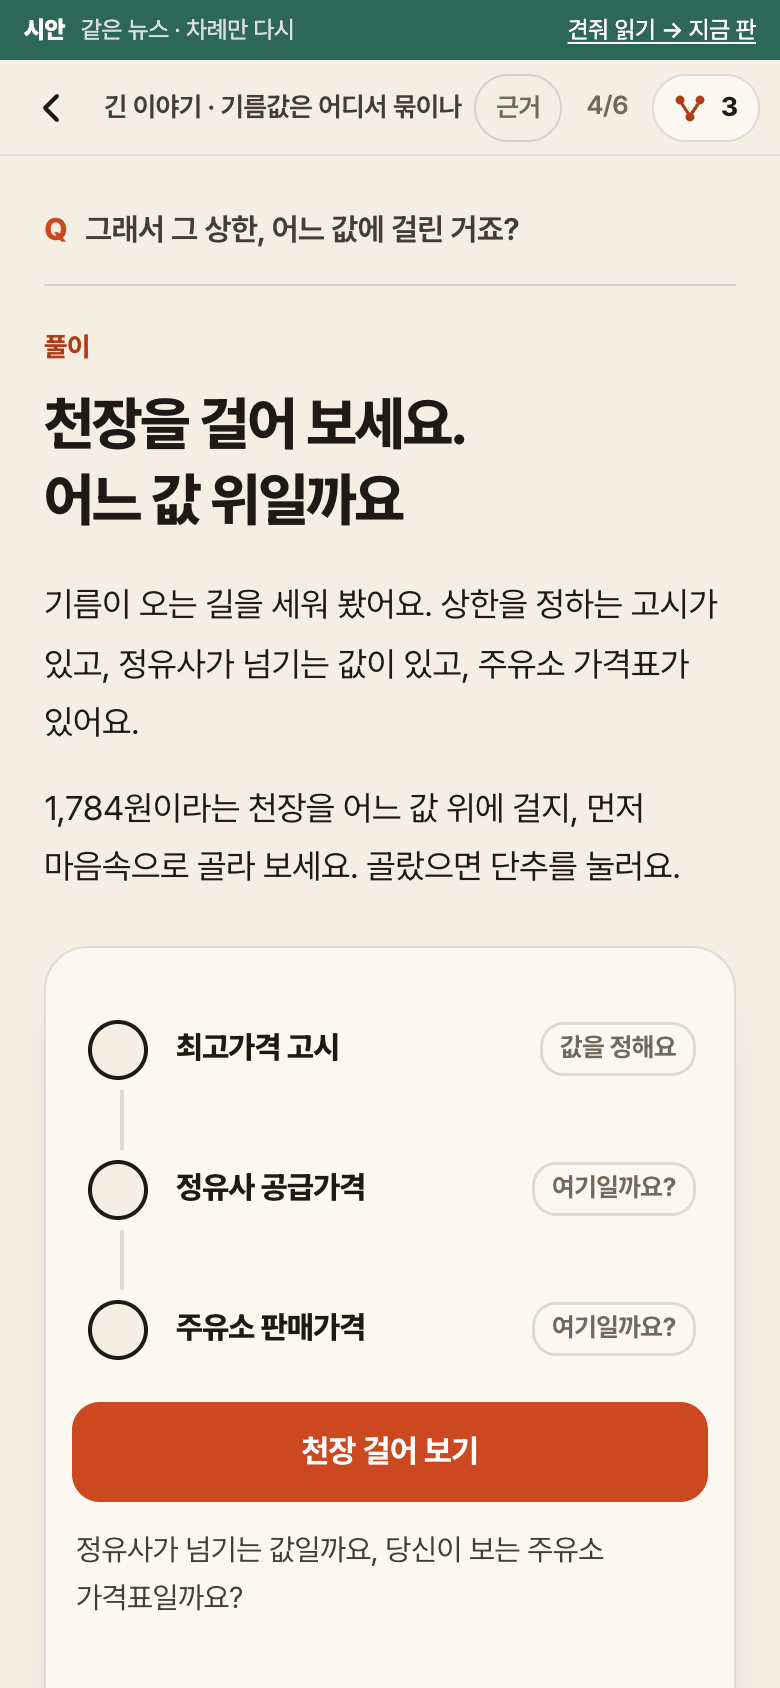 시안 같은 뉴스 · 차례만 다시 견줘 읽기 → 지금 판
긴 이야기 · 기름값은 어디서 묶이나 근거 4/6 3
Q 그래서 그 상한, 어느 값에 걸린 거죠?
풀이
천장을 걸어 보세요.
어느 값 위일까요
기름이 오는 길을 세워 봤어요. 상한을 정하는 고시가
있고, 정유사가 넘기는 값이 있고, 주유소 가격표가
있어요.
1,784원이라는 천장을 어느 값 위에 걸지, 먼저
마음속으로 골라 보세요. 골랐으면 단추를 눌러요.
최고가격 고시 값을 정해요
정유사 공급가격 여기일까요?
주유소 판매가격 여기일까요?
천장 걸어 보기
정유사가 넘기는 값일까요, 당신이 보는 주유소
가격표일까요?